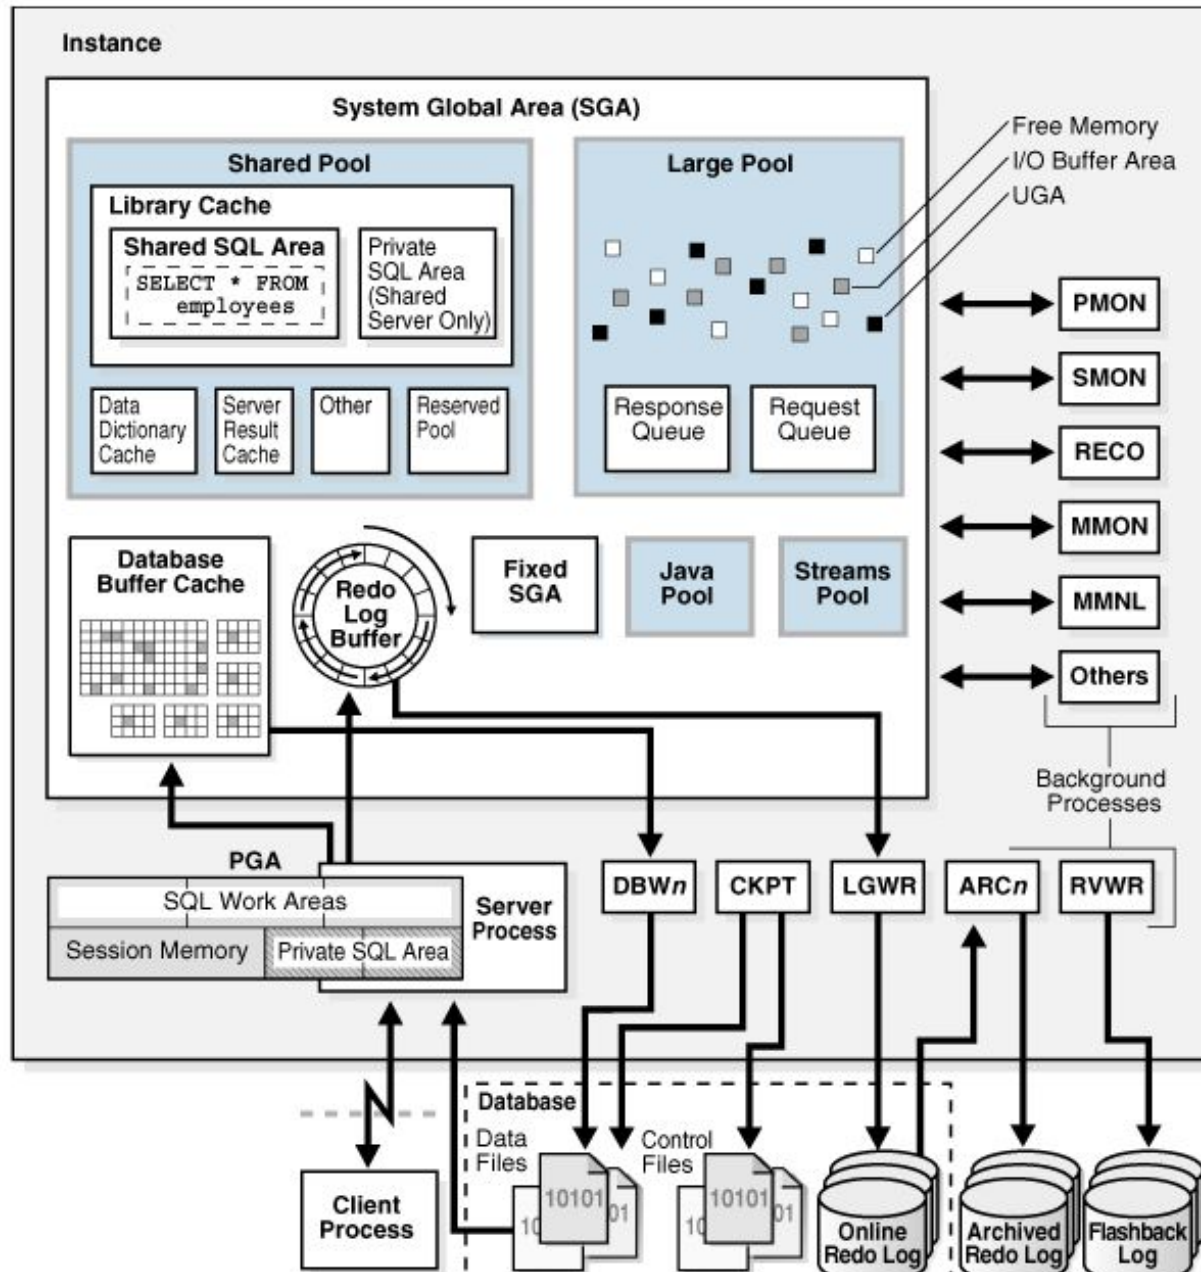 Instance
System Global Area (SGA)
Shared Pool
Library Cache
Shared SQL Area
SELECT * FROM
employees
Private
SQL Area
(Shared
Server Only)
Data
Dictionary
Cache
Server
Result
Cache
Other
Reserved
Pool
Large Pool
Response
Queue
Request
Queue
Free Memory
I/O Buffer Area
UGA
Database
Buffer Cache
Redo
Log
Buffer
Fixed
SGA
Java
Pool
Streams
Pool
PMON
SMON
RECO
MMON
MMNL
Others
Background
Processes
PGA
SQL Work Areas
Session Memory
Private SQL Area
Server
Process
DBWn
CKPT
LGWR
ARCn
RVWR
Client
Process
Database
Data
Files
10101
10
01
Control
Files
10101
10
01
Online
Redo Log
Archived
Redo Log
Flashback
Log